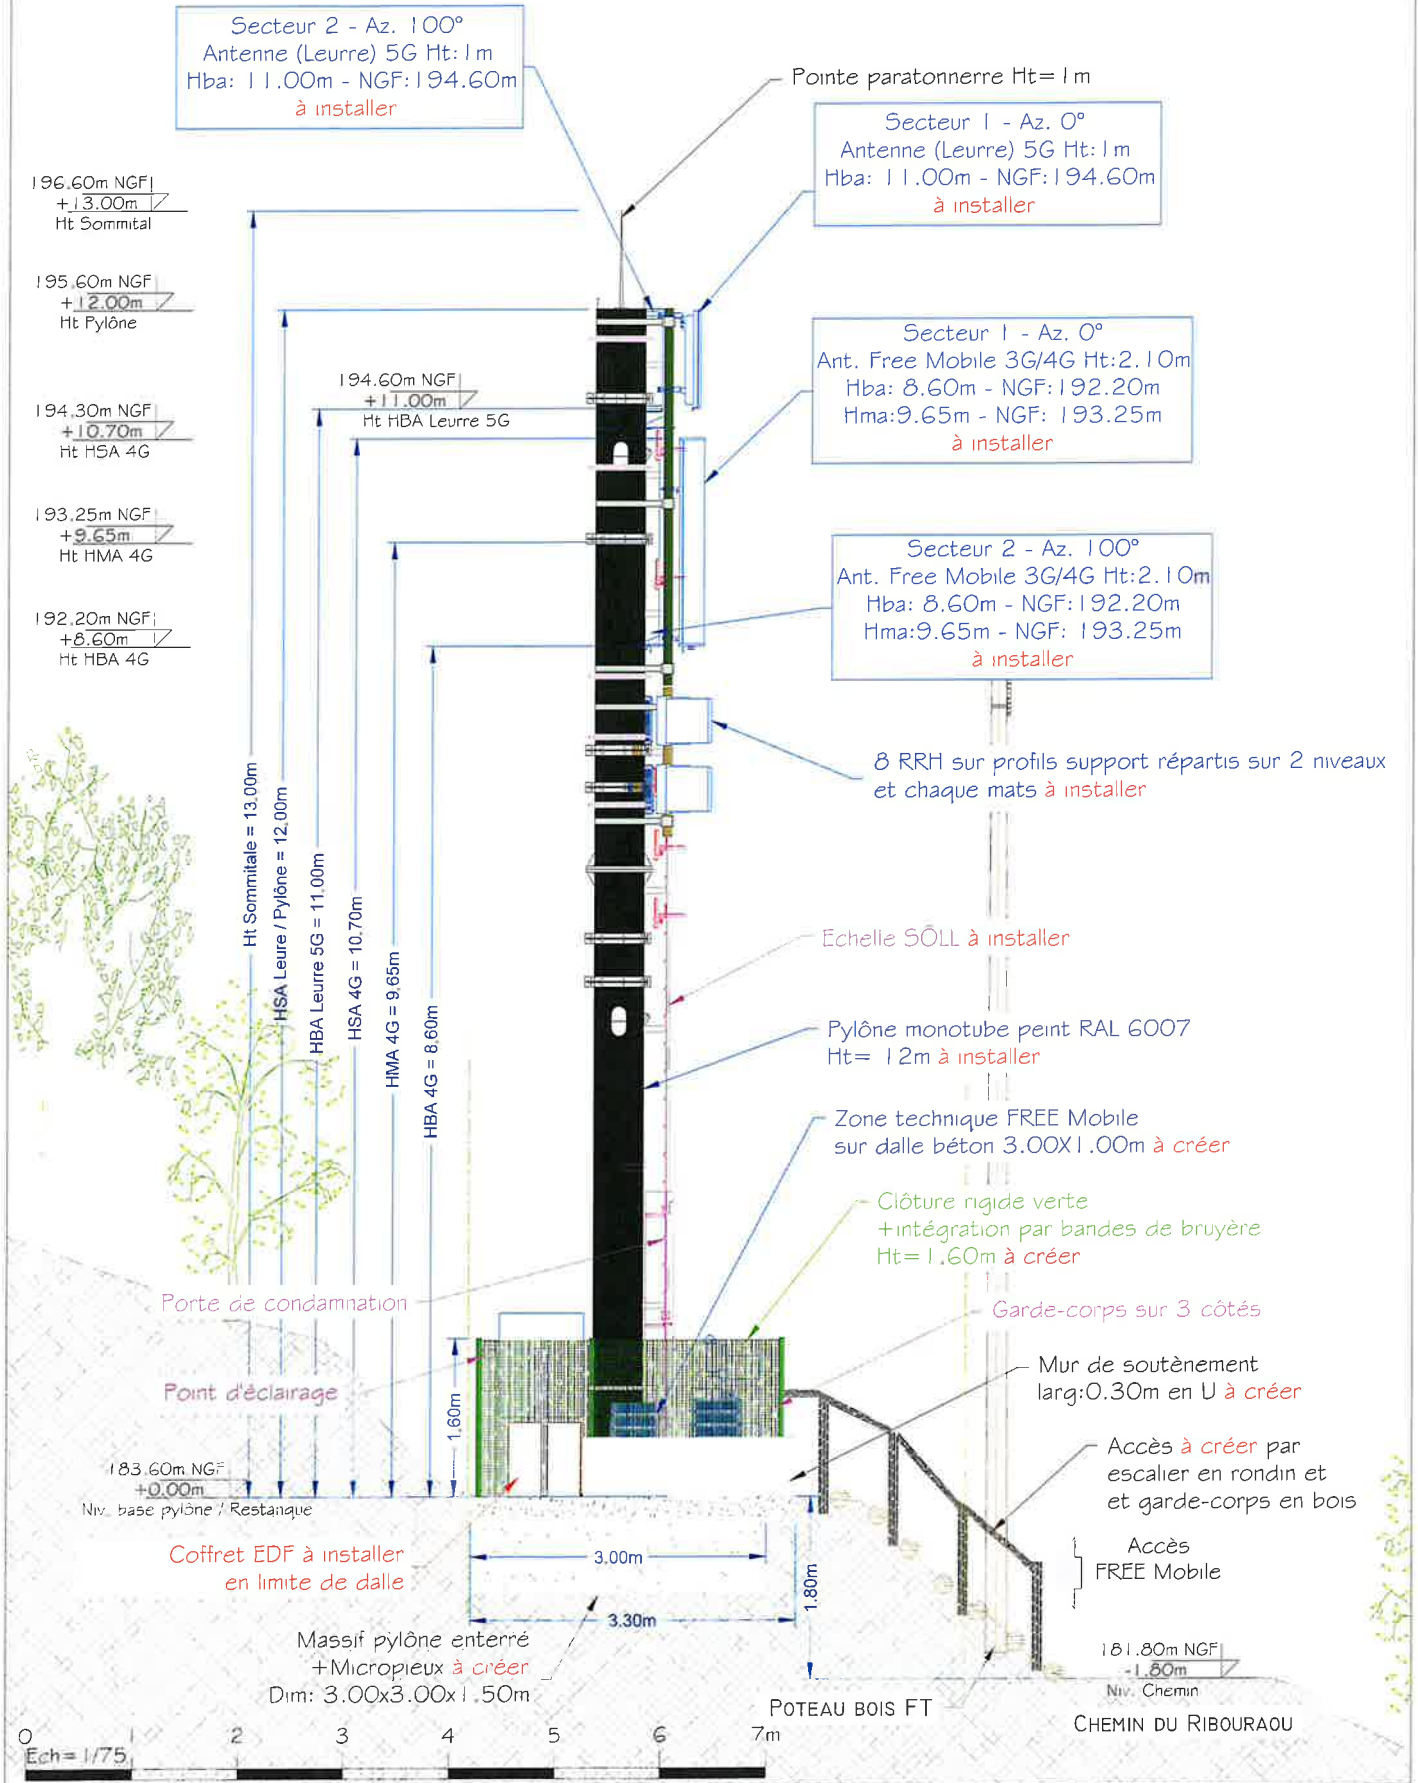 Secteur 2 - Az. 100°
Antenne (Leurre) 5G Ht:1m
Hba: 11.00m - NGF:194.60m
à installer
Pointe paratonnerre Ht=1m
Secteur 1 - Az. 0°
Antenne (Leurre) 5G Ht:1m
Hba: 11.00m - NGF:194.60m
à installer
196.60m NGF
+13.00m
Ht Sommital
195.60m NGF
+12.00m
Ht Pylône
194.60m NGF
+11.00m
Ht HBA Leurre 5G
194.30m NGF
+10.70m
Ht HSA 4G
193.25m NGF
+9.65m
Ht HMA 4G
192.20m NGF
+8.60m
Ht HBA 4G
Secteur 1 - Az. 0°
Ant. Free Mobile 3G/4G Ht:2.10m
Hba: 8.60m - NGF:192.20m
Hma:9.65m - NGF: 193.25m
à installer
Secteur 2 - Az. 100°
Ant. Free Mobile 3G/4G Ht:2.10m
Hba: 8.60m - NGF:192.20m
Hma:9.65m - NGF: 193.25m
à installer
8 RRH sur profils support répartis sur 2 niveaux
et chaque mats à installer
Ht Sommitale = 13,00m
HSA Leure / Pylône = 12,00m
HBA Leurre 5G = 11,00m
HSA 4G = 10,70m
HMA 4G = 9,65m
HBA 4G = 8,60m
Echelle SÖLL à installer
Pylône monotube peint RAL 6007
Ht= 12m à installer
Zone technique FREE Mobile
sur dalle béton 3.00X1.00m à créer
Clôture rigide verte
+intégration par bandes de bruyère
Ht=1.60m à créer
Porte de condamnation
Garde-corps sur 3 côtés
Point d'éclairage
1,60m
Mur de soutènement
larg:0.30m en U à créer
Accès à créer par
escalier en rondin et
et garde-corps en bois
183.60m NGF
+0.00m
Niv. base pylône / Restanque
Coffret EDF à installer
en limite de dalle
3,00m
3.30m
1.80m
Accès
FREE Mobile
Massif pylône enterré
+Micropieux à créer
Dim: 3.00x3.00x1.50m
181.80m NGF
-1.80m
Niv. Chemin
POTEAU BOIS FT
CHEMIN DU RIBOURAOU
0 2 3 4 5 6 7m
Ech= 1/75